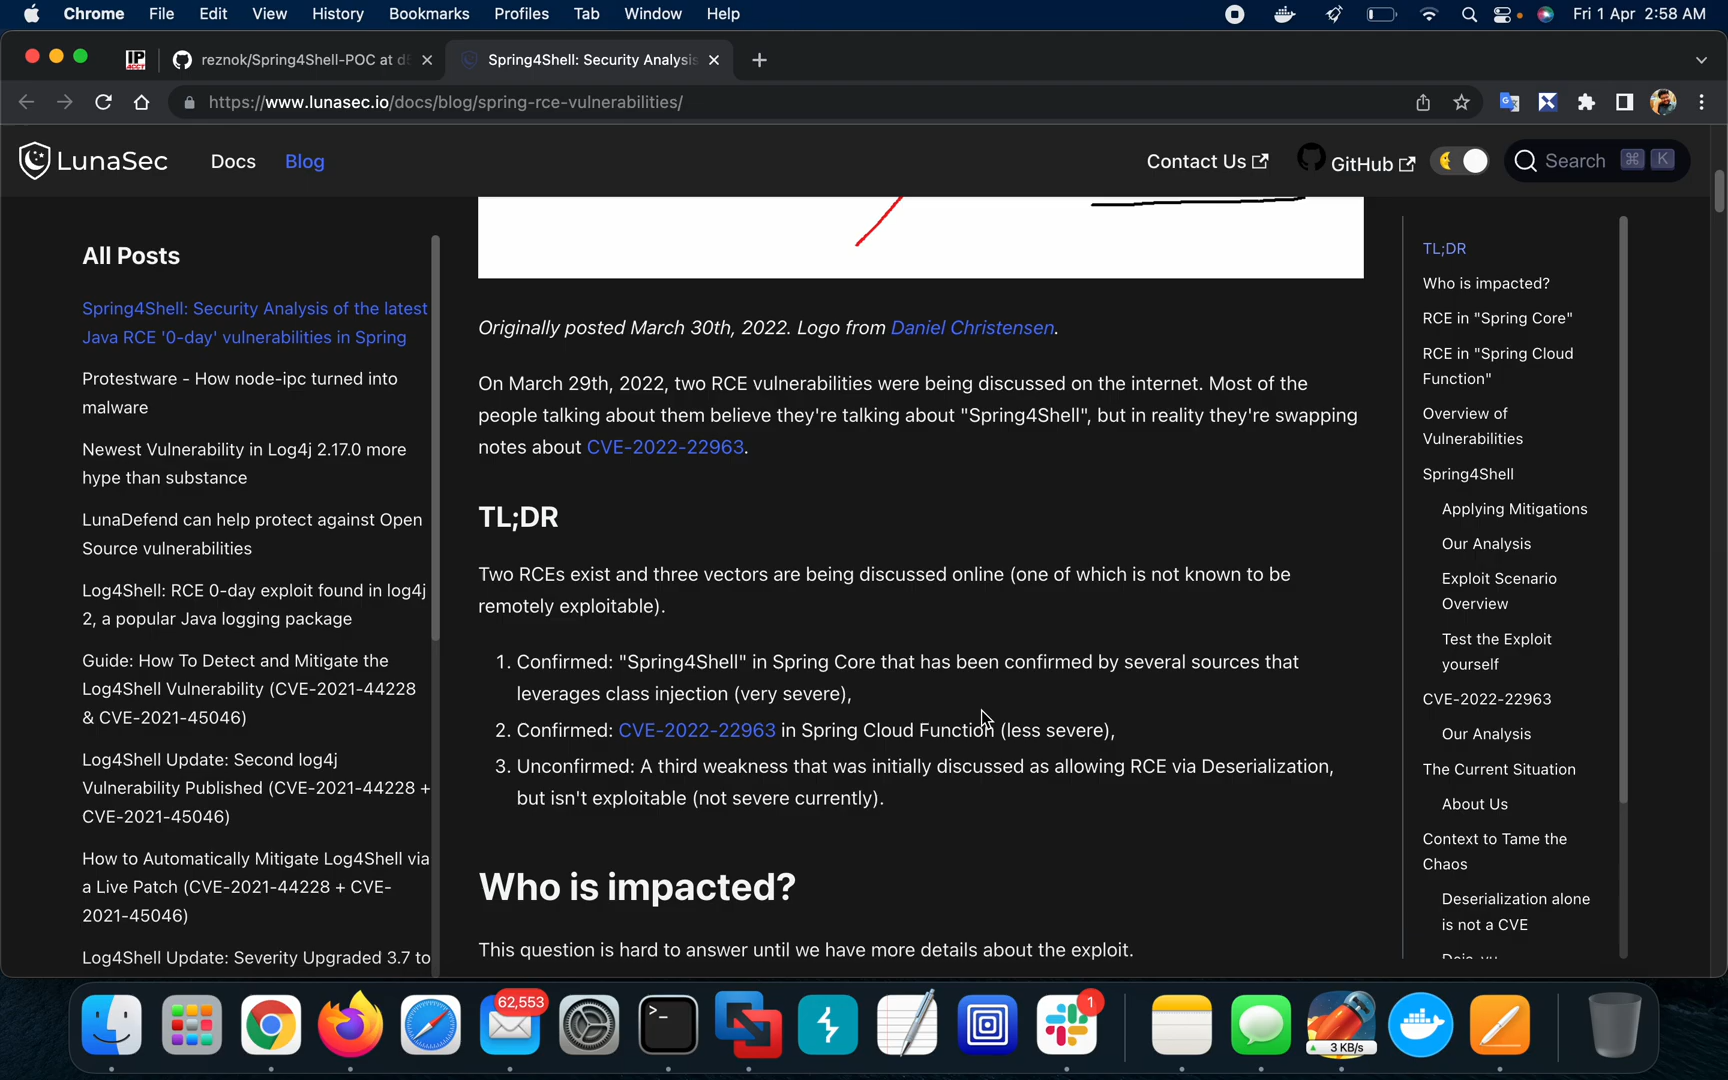 Chrome File Edit View History Bookmarks Profiles Tab Window Help Fri 1 Apr 2:58 AM
reznok/Spring4Shell-POC at d Spring4Shell: Security Analysis
https://www.lunasec.io/docs/blog/spring-rce-vulnerabilities/
LunaSec Docs Blog Contact Us GitHub Search ⌘ K
All Posts
Spring4Shell: Security Analysis of the latest
Java RCE '0-day' vulnerabilities in Spring
Protestware - How node-ipc turned into
malware
Newest Vulnerability in Log4j 2.17.0 more
hype than substance
LunaDefend can help protect against Open
Source vulnerabilities
Log4Shell: RCE 0-day exploit found in log4j
2, a popular Java logging package
Guide: How To Detect and Mitigate the
Log4Shell Vulnerability (CVE-2021-44228
& CVE-2021-45046)
Log4Shell Update: Second log4j
Vulnerability Published (CVE-2021-44228 +
CVE-2021-45046)
How to Automatically Mitigate Log4Shell via
a Live Patch (CVE-2021-44228 + CVE-
2021-45046)
Log4Shell Update: Severity Upgraded 3.7 to
Originally posted March 30th, 2022. Logo from Daniel Christensen.
On March 29th, 2022, two RCE vulnerabilities were being discussed on the internet. Most of the
people talking about them believe they're talking about "Spring4Shell", but in reality they're swapping
notes about CVE-2022-22963.
TL;DR
Two RCEs exist and three vectors are being discussed online (one of which is not known to be
remotely exploitable).
1. Confirmed: "Spring4Shell" in Spring Core that has been confirmed by several sources that
leverages class injection (very severe),
2. Confirmed: CVE-2022-22963 in Spring Cloud Function (less severe),
3. Unconfirmed: A third weakness that was initially discussed as allowing RCE via Deserialization,
but isn't exploitable (not severe currently).
Who is impacted?
This question is hard to answer until we have more details about the exploit.
TL;DR
Who is impacted?
RCE in "Spring Core"
RCE in "Spring Cloud
Function"
Overview of
Vulnerabilities
Spring4Shell
Applying Mitigations
Our Analysis
Exploit Scenario
Overview
Test the Exploit
yourself
CVE-2022-22963
Our Analysis
The Current Situation
About Us
Context to Tame the
Chaos
Deserialization alone
is not a CVE
62,553
1
3 KB/s